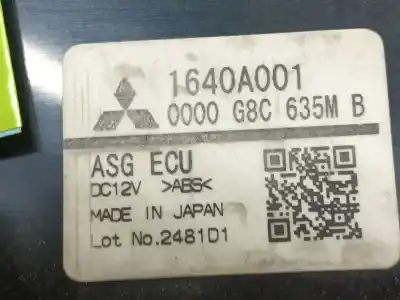 1640A001
0000 G8C 635M B
ASG ECU
DC12V >ABS<
MADE IN JAPAN
Lot No.2481D1